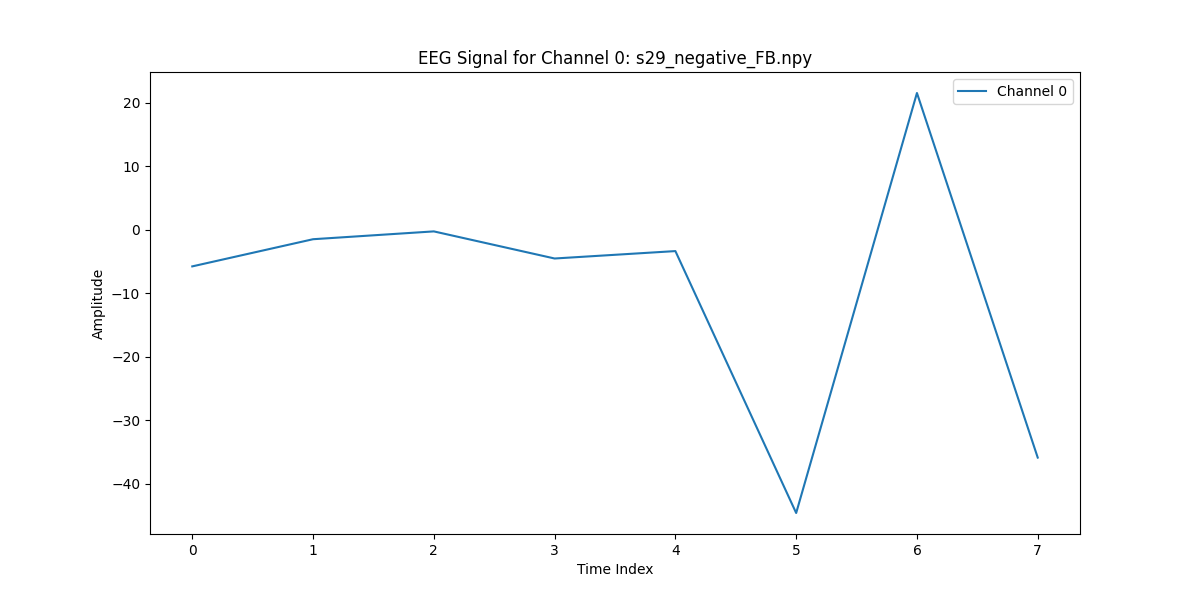 EEG Signal for Channel 0: s29_negative_FB.npy
Channel 0
20
10
0
−10
−20
−30
−40
Amplitude
0 1 2 3 4 5 6 7
Time Index